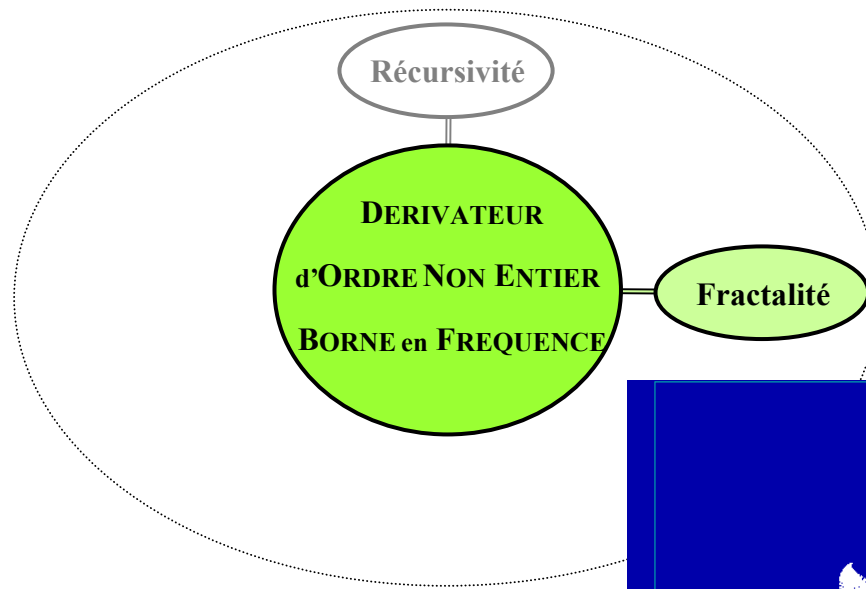 Récursivité
DERIVATEUR
d’ORDRE NON ENTIER
BORNE en FREQUENCE
Fractalité